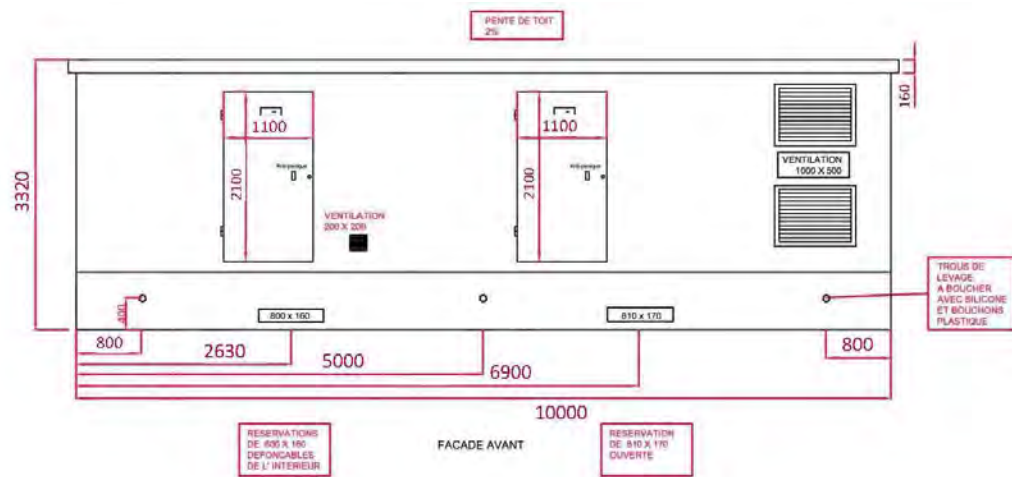 PENTE DE TOIT
2%
160
1100
1100
3320
2100
2100
VENTILATION
1000 X 500
VENTILATION
200 X 200
TROUS DE
LEVAGE
A BOUCHER
AVEC SILICONE
ET BOUCHONS
PLASTIQUE
400
800 x 160
810 x 170
800
2630
5000
6900
800
10000
RESERVATIONS
DE 800 X 160
DEFONCABLES
DE L' INTERIEUR
FACADE AVANT
RESERVATION
DE 810 X 170
OUVERTE